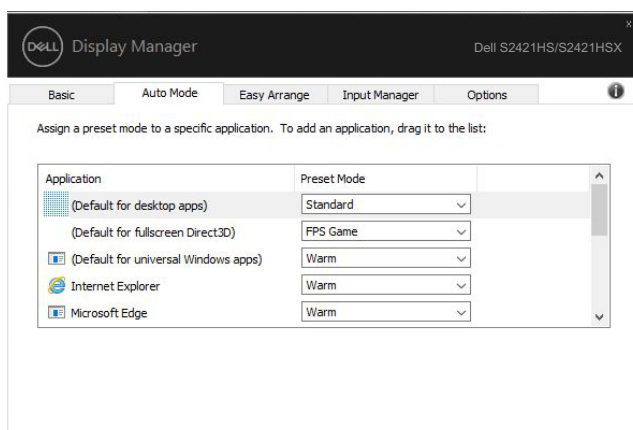 x
DELL Display Manager Dell S2421HS/S2421HSX
Basic Auto Mode Easy Arrange Input Manager Options i
Assign a preset mode to a specific application. To add an application, drag it to the list:
Application Preset Mode
(Default for desktop apps) Standard
(Default for fullscreen Direct3D) FPS Game
(Default for universal Windows apps) Warm
Internet Explorer Warm
Microsoft Edge Warm